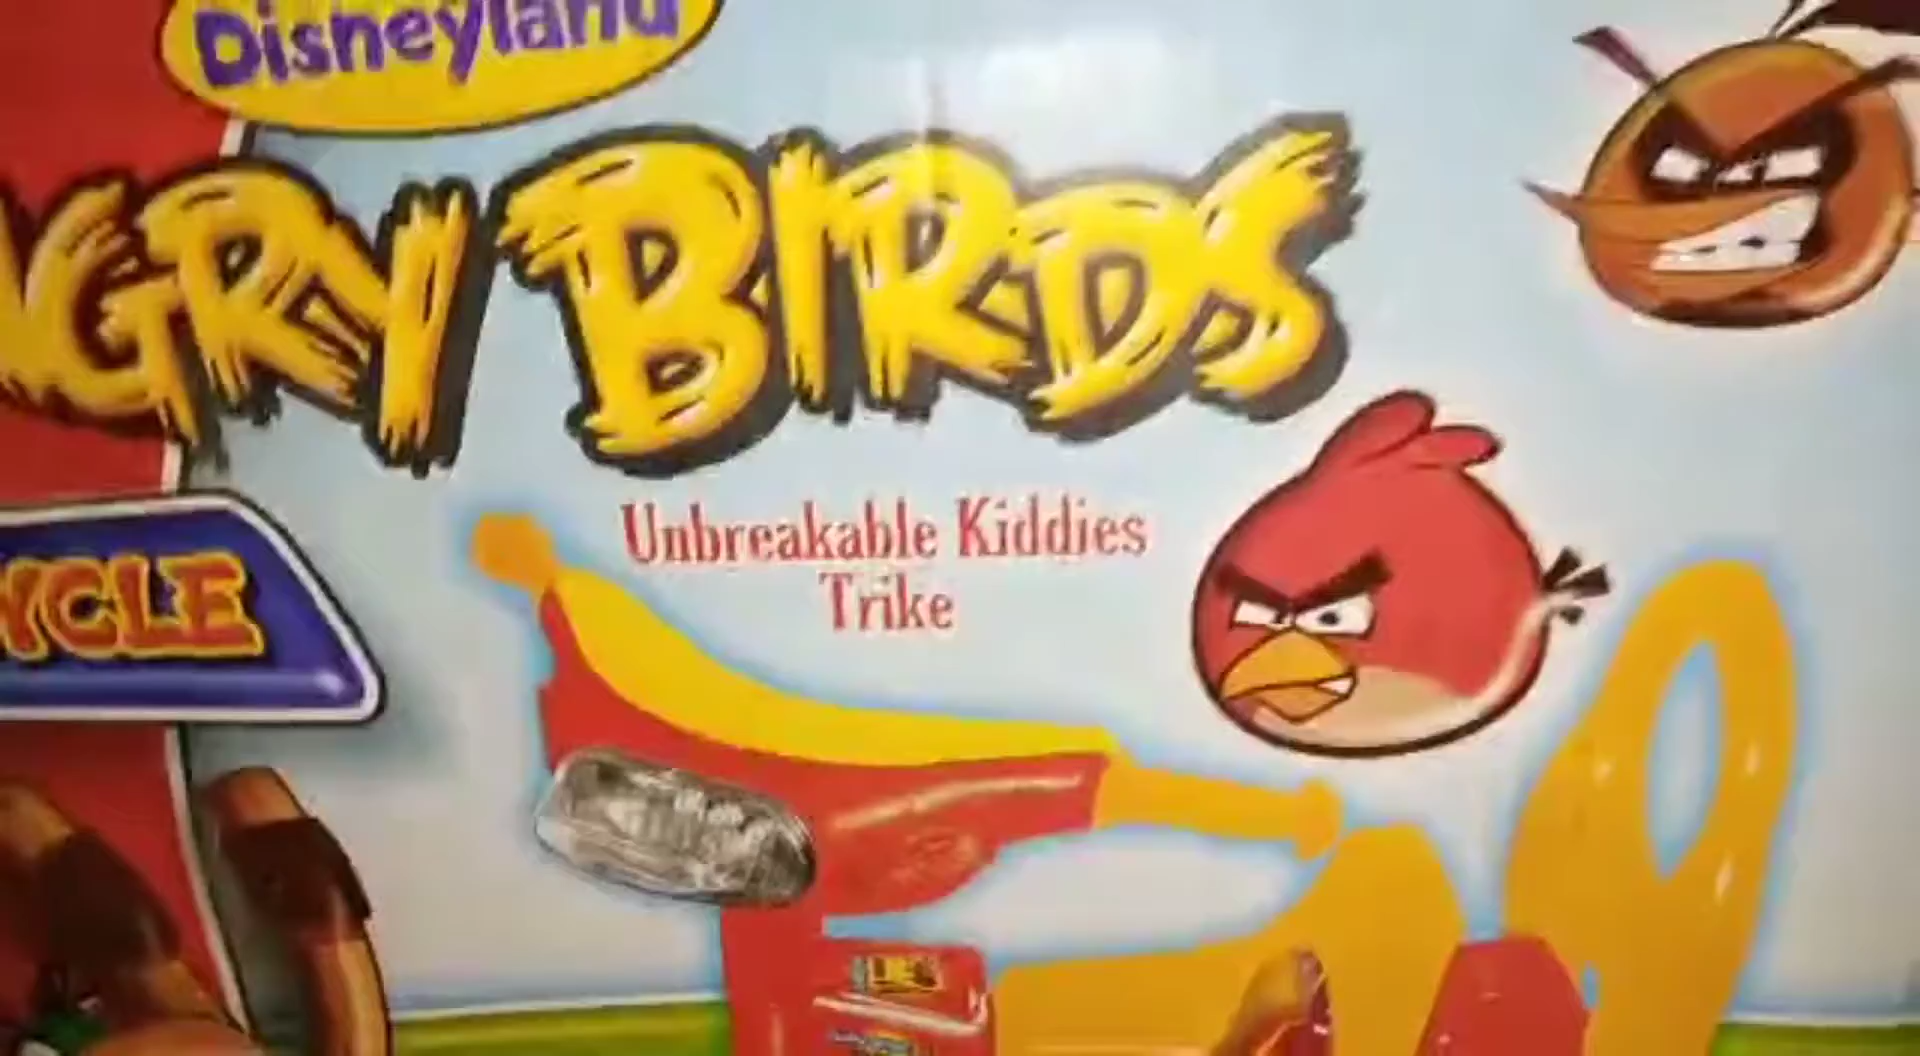 Disneyland
NGRY BIRDS
Unbreakable Kiddies
Trike
YCLE